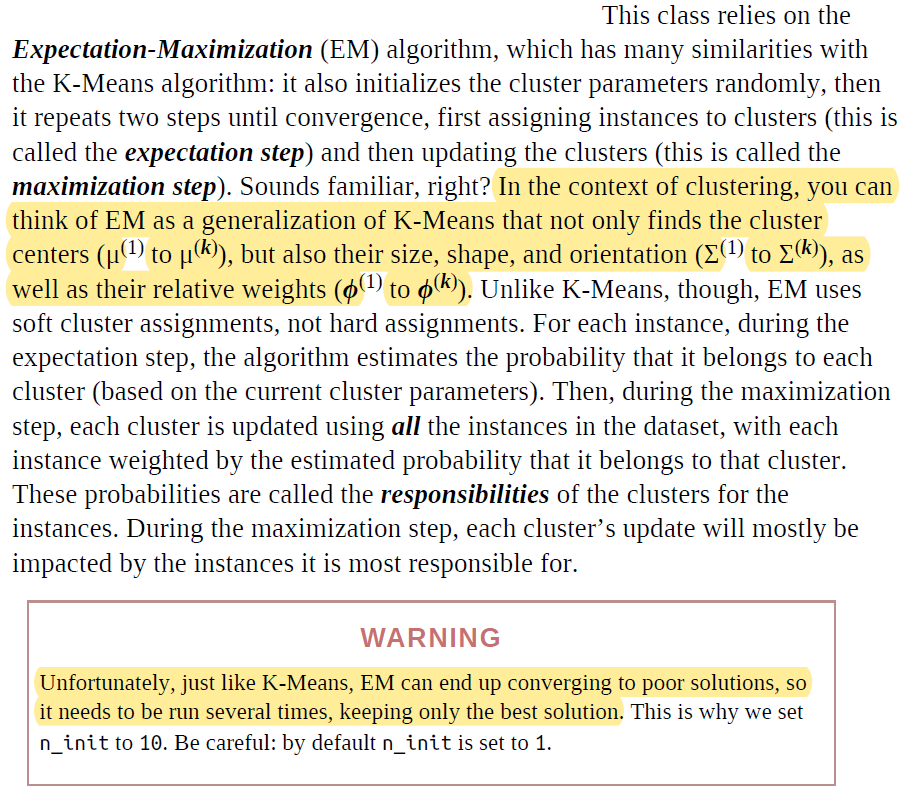 This class relies on the
Expectation-Maximization (EM) algorithm, which has many similarities with
the K-Means algorithm: it also initializes the cluster parameters randomly, then
it repeats two steps until convergence, first assigning instances to clusters (this is
called the expectation step) and then updating the clusters (this is called the
maximization step). Sounds familiar, right? In the context of clustering, you can
think of EM as a generalization of K-Means that not only finds the cluster
centers (μ⁽¹⁾ to μ⁽ᵏ⁾), but also their size, shape, and orientation (Σ⁽¹⁾ to Σ⁽ᵏ⁾), as
well as their relative weights (ϕ⁽¹⁾ to ϕ⁽ᵏ⁾). Unlike K-Means, though, EM uses
soft cluster assignments, not hard assignments. For each instance, during the
expectation step, the algorithm estimates the probability that it belongs to each
cluster (based on the current cluster parameters). Then, during the maximization
step, each cluster is updated using all the instances in the dataset, with each
instance weighted by the estimated probability that it belongs to that cluster.
These probabilities are called the responsibilities of the clusters for the
instances. During the maximization step, each cluster’s update will mostly be
impacted by the instances it is most responsible for.
WARNING
Unfortunately, just like K-Means, EM can end up converging to poor solutions, so
it needs to be run several times, keeping only the best solution. This is why we set
n_init to 10. Be careful: by default n_init is set to 1.